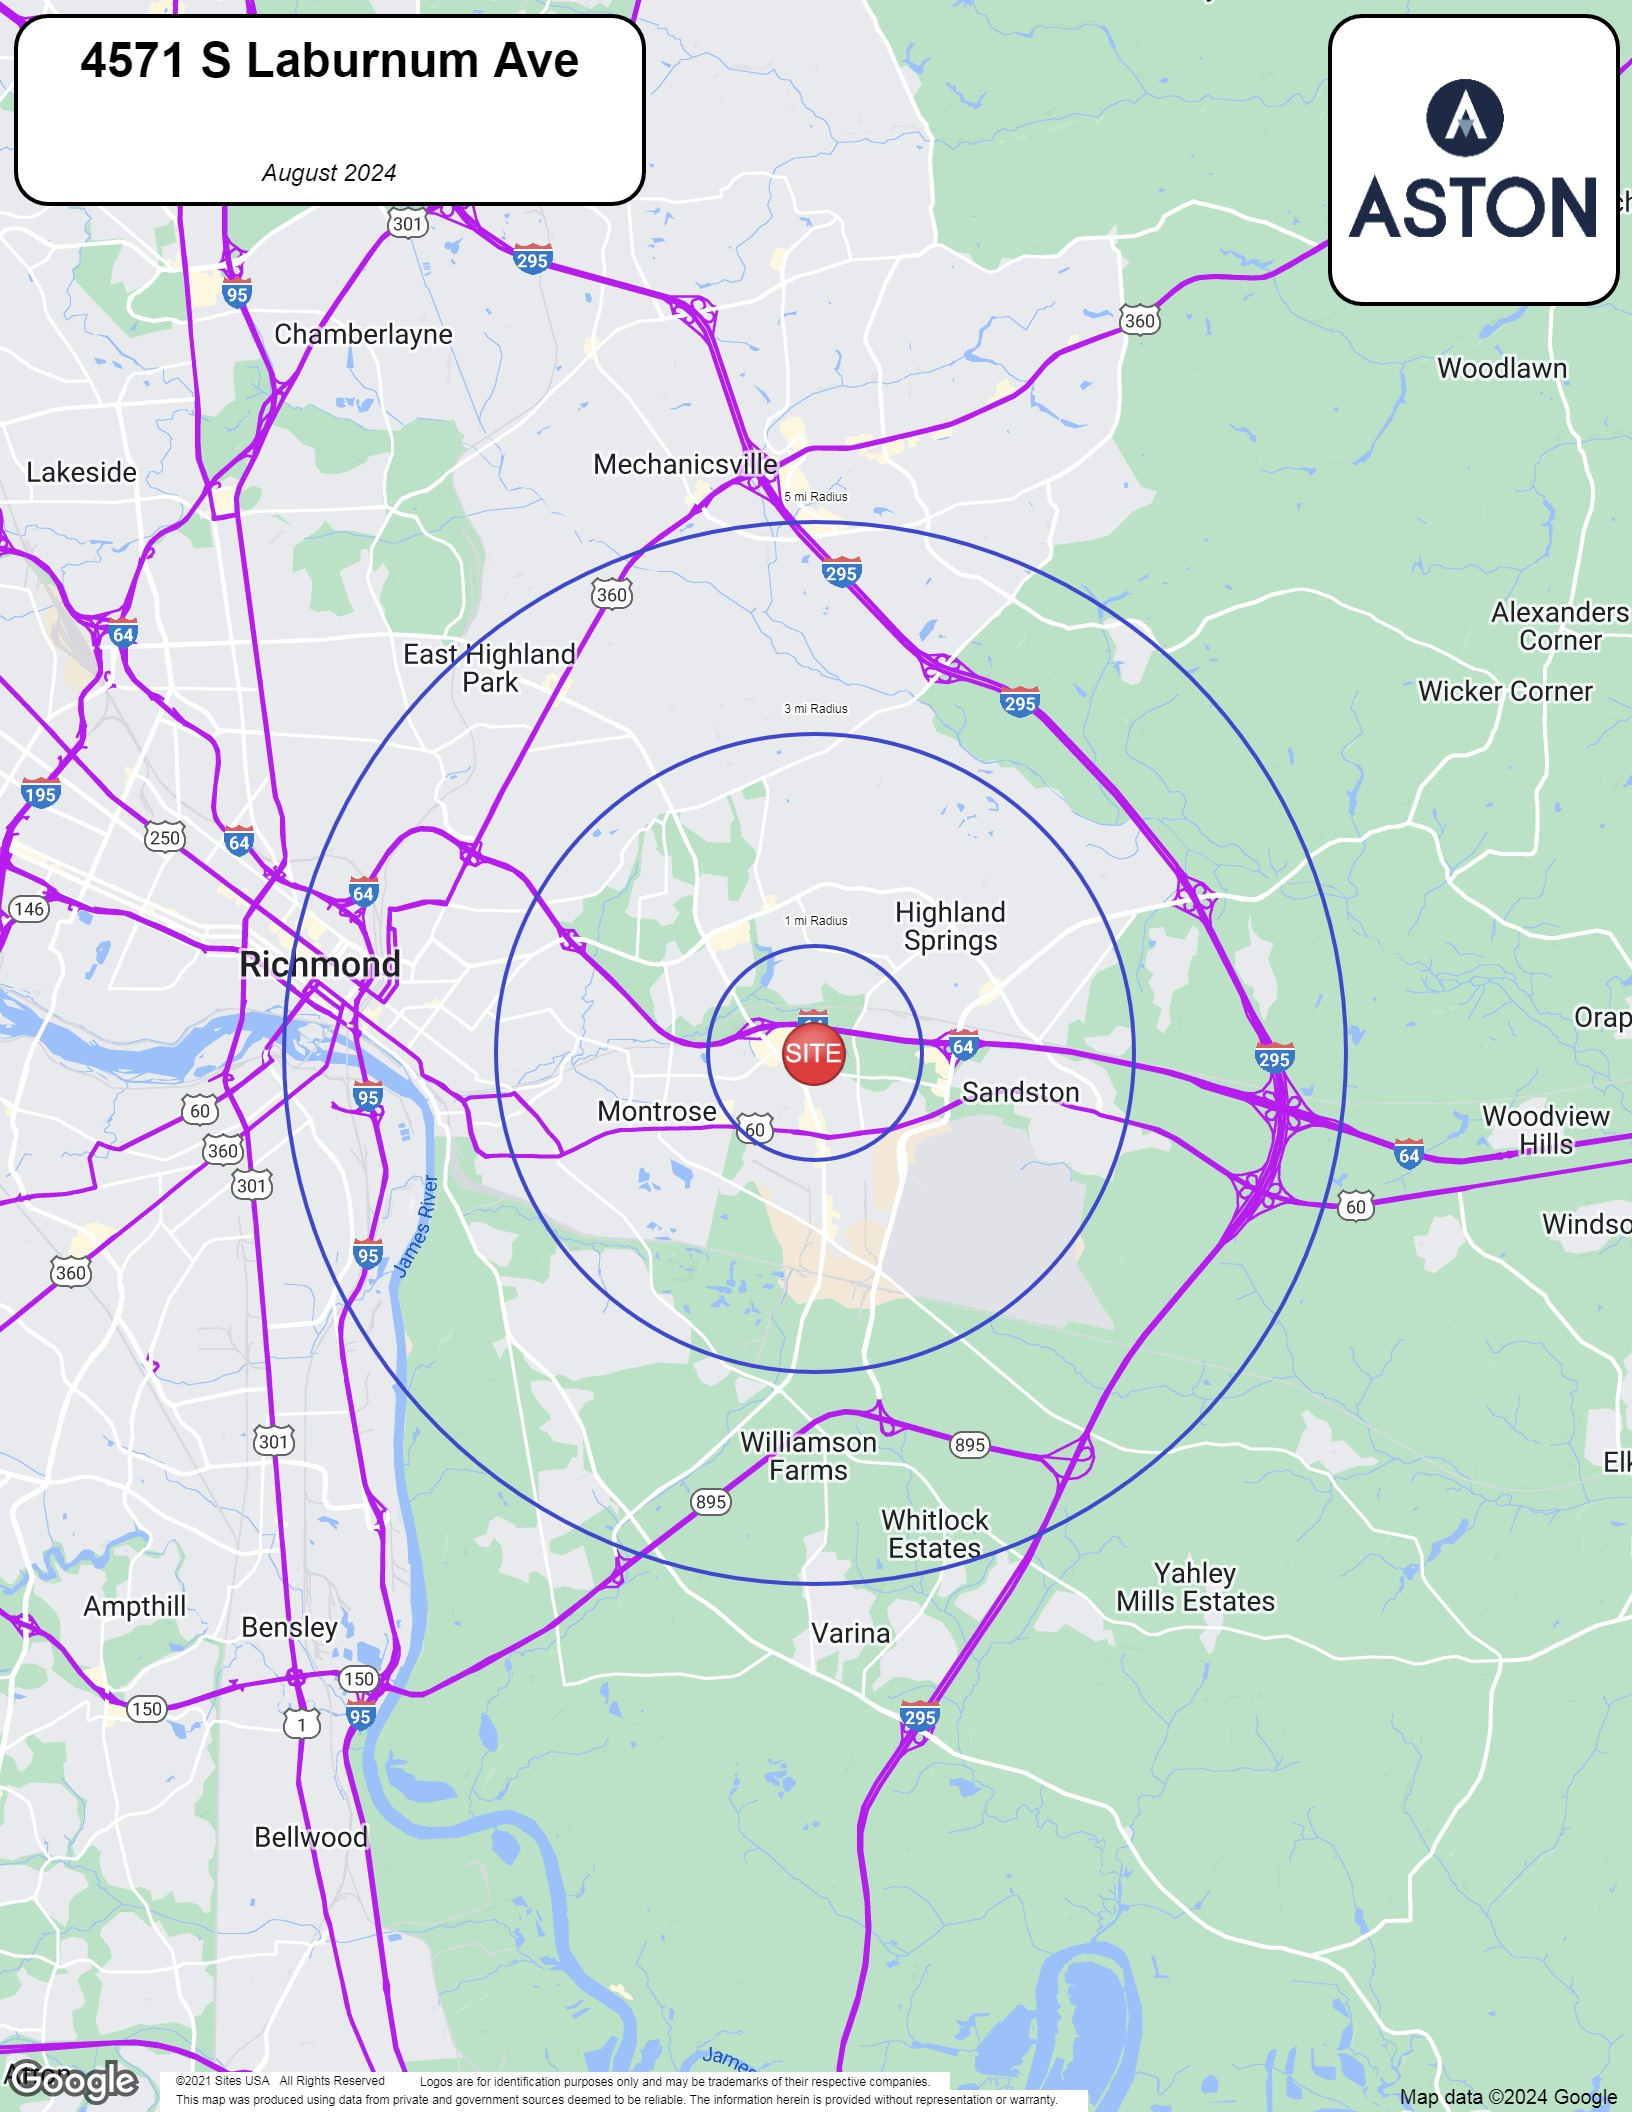 4571 S Laburnum Ave
August 2024
ASTON
301
295
95
Chamberlayne
360
Woodlawn
Lakeside
Mechanicsville
5 mi Radius
295
360
Alexanders
Corner
64
East Highland
Park
Wicker Corner
295
3 mi Radius
195
250
64
64
146
1 mi Radius
Highland
Springs
Richmond
SITE
64
295
Sandston
95
60
Montrose
60
Woodview
Hills
64
360
301
60
James River
95
360
Windso
301
Williamson
Farms
895
895
Whitlock
Estates
Yahley
Mills Estates
Ampthill
Bensley
Varina
150
150
95
1
295
Bellwood
James
Google
©2021 Sites USA All Rights Reserved Logos are for identification purposes only and may be trademarks of their respective companies.
This map was produced using data from private and government sources deemed to be reliable. The information herein is provided without representation or warranty.
Map data ©2024 Google